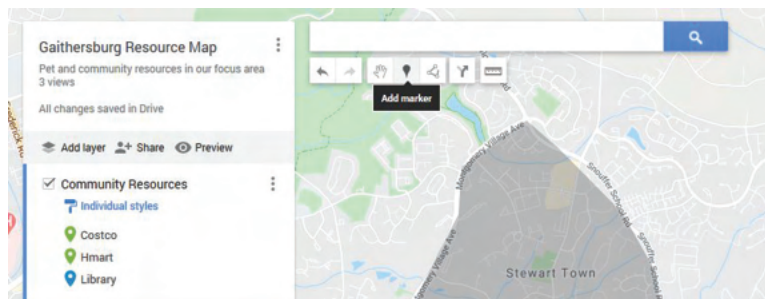 Gaithersburg Resource Map
Pet and community resources in our focus area
3 views
All changes saved in Drive
Add layer Share Preview
Community Resources
Individual styles
Costco
Hmart
Library
Add marker
Montgomery Village Ave
Snouffer School Rd
Stewart Town